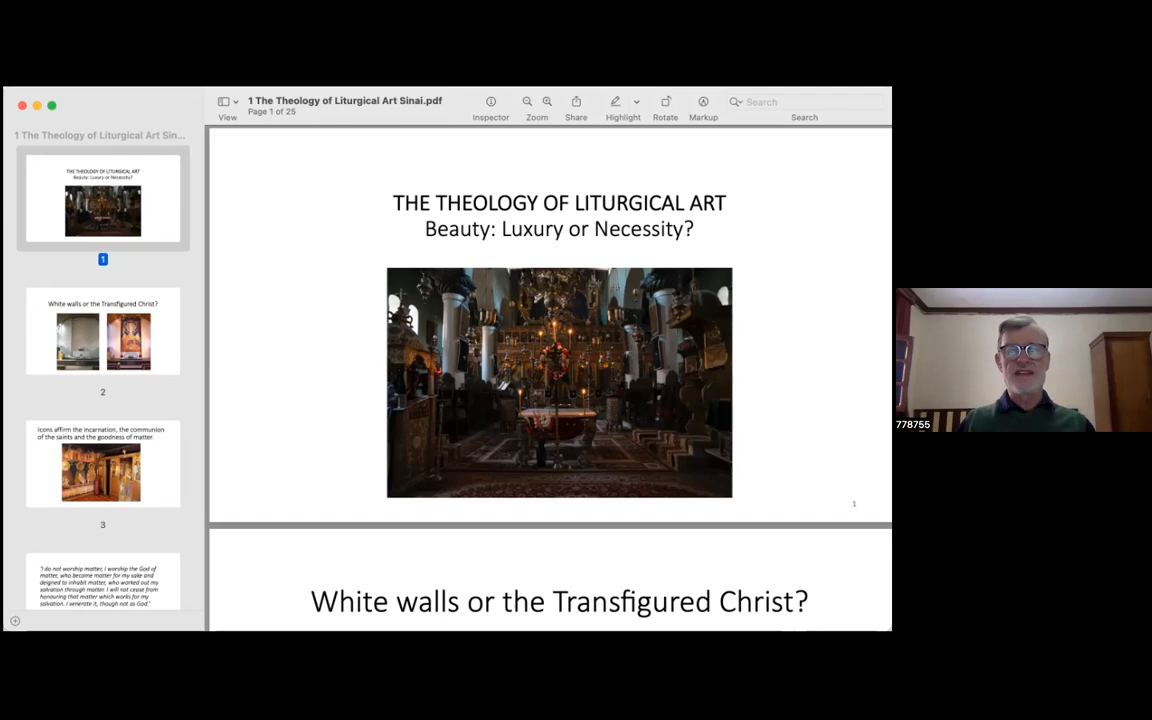 1 The Theology of Liturgical Art Sinai.pdf
Page 1 of 25
View
Inspector
Zoom
Share
Highlight
Rotate
Markup
Search
Search
1 The Theology of Liturgical Art Sin...
THE THEOLOGY OF LITURGICAL ART
Beauty: Luxury or Necessity?
1
White walls or the Transfigured Christ?
2
Icons affirm the incarnation, the communion
of the saints and the goodness of matter.
3
'I do not worship matter, I worship the God of
matter, who became matter for my sake and
deigned to inhabit matter, who worked out my
salvation through matter. I will not cease from
honouring that matter which works for my
salvation. I venerate it, though not as God.'
THE THEOLOGY OF LITURGICAL ART
Beauty: Luxury or Necessity?
1
White walls or the Transfigured Christ?
778755